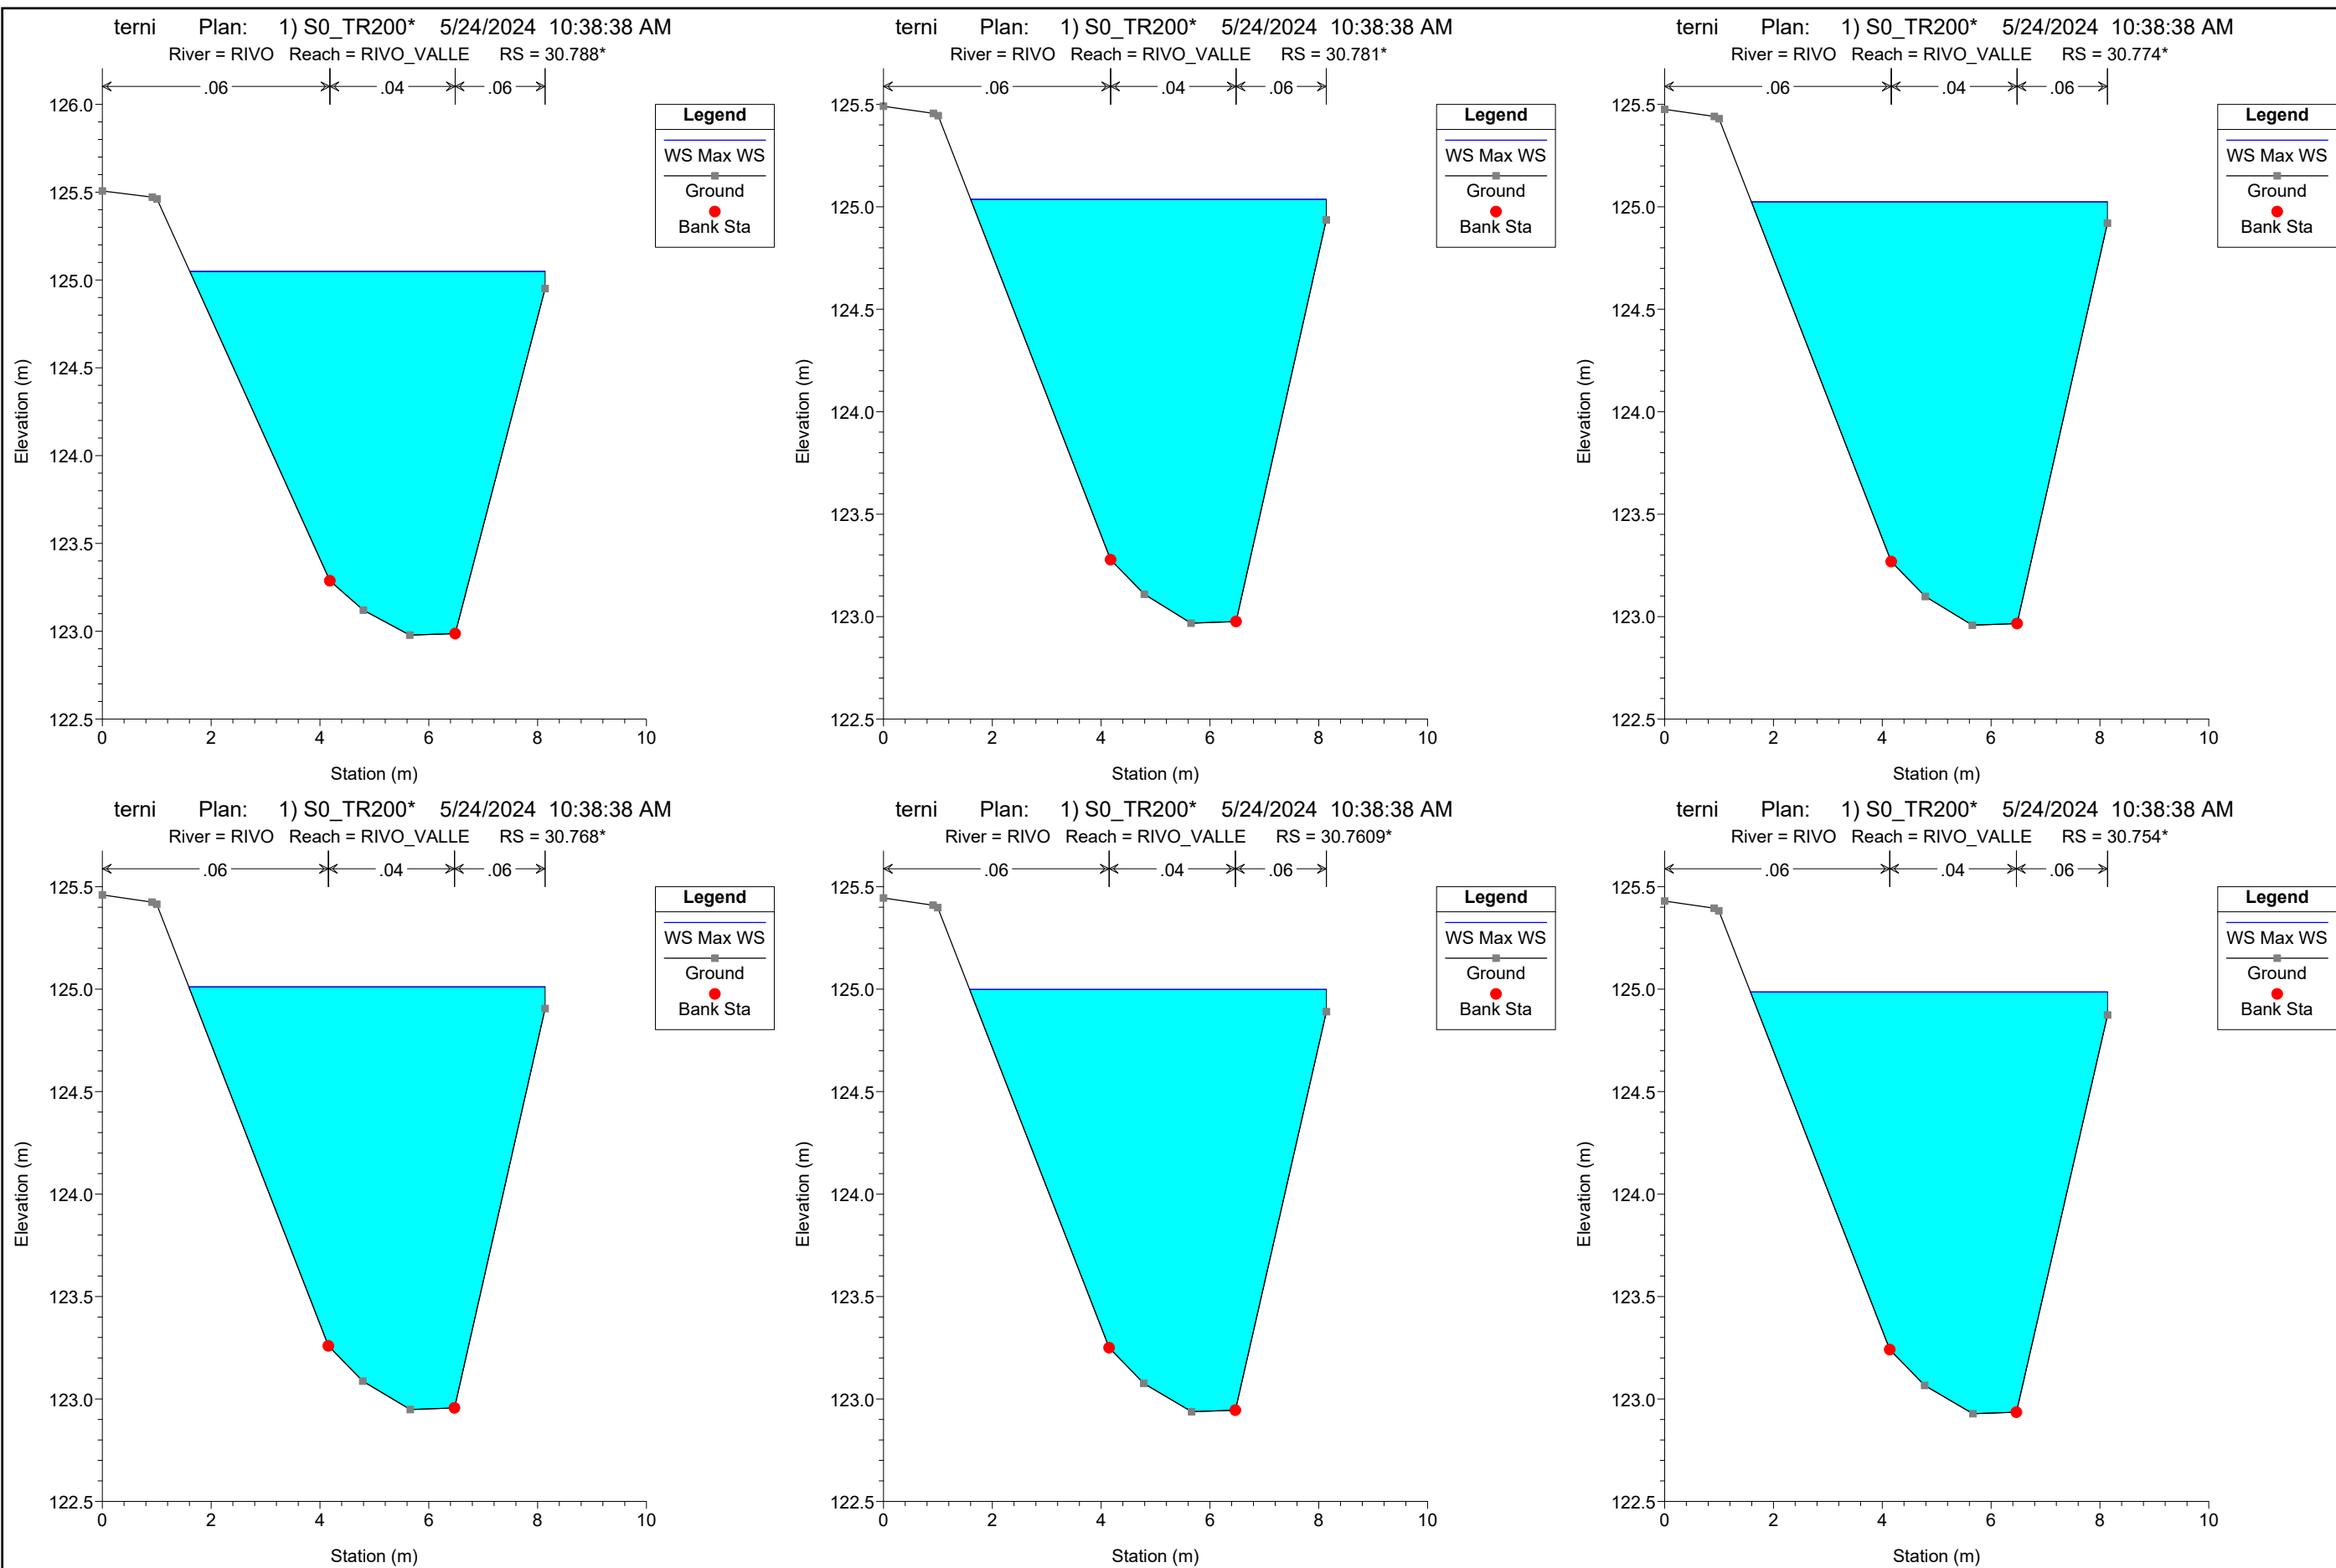 terni Plan: 1) S0_TR200* 5/24/2024 10:38:38 AM
River = RIVO Reach = RIVO_VALLE RS = 30.788*
.06 .04 .06
126.0
125.5
125.0
124.5
124.0
123.5
123.0
122.5
0 2 4 6 8 10
Station (m)
Elevation (m)
Legend
WS Max WS
Ground
Bank Sta
terni Plan: 1) S0_TR200* 5/24/2024 10:38:38 AM
River = RIVO Reach = RIVO_VALLE RS = 30.781*
.06 .04 .06
125.5
125.0
124.5
124.0
123.5
123.0
122.5
0 2 4 6 8 10
Station (m)
Elevation (m)
Legend
WS Max WS
Ground
Bank Sta
terni Plan: 1) S0_TR200* 5/24/2024 10:38:38 AM
River = RIVO Reach = RIVO_VALLE RS = 30.774*
.06 .04 .06
125.5
125.0
124.5
124.0
123.5
123.0
122.5
0 2 4 6 8 10
Station (m)
Elevation (m)
Legend
WS Max WS
Ground
Bank Sta
terni Plan: 1) S0_TR200* 5/24/2024 10:38:38 AM
River = RIVO Reach = RIVO_VALLE RS = 30.768*
.06 .04 .06
125.5
125.0
124.5
124.0
123.5
123.0
122.5
0 2 4 6 8 10
Station (m)
Elevation (m)
Legend
WS Max WS
Ground
Bank Sta
terni Plan: 1) S0_TR200* 5/24/2024 10:38:38 AM
River = RIVO Reach = RIVO_VALLE RS = 30.7609*
.06 .04 .06
125.5
125.0
124.5
124.0
123.5
123.0
122.5
0 2 4 6 8 10
Station (m)
Elevation (m)
Legend
WS Max WS
Ground
Bank Sta
terni Plan: 1) S0_TR200* 5/24/2024 10:38:38 AM
River = RIVO Reach = RIVO_VALLE RS = 30.754*
.06 .04 .06
125.5
125.0
124.5
124.0
123.5
123.0
122.5
0 2 4 6 8 10
Station (m)
Elevation (m)
Legend
WS Max WS
Ground
Bank Sta